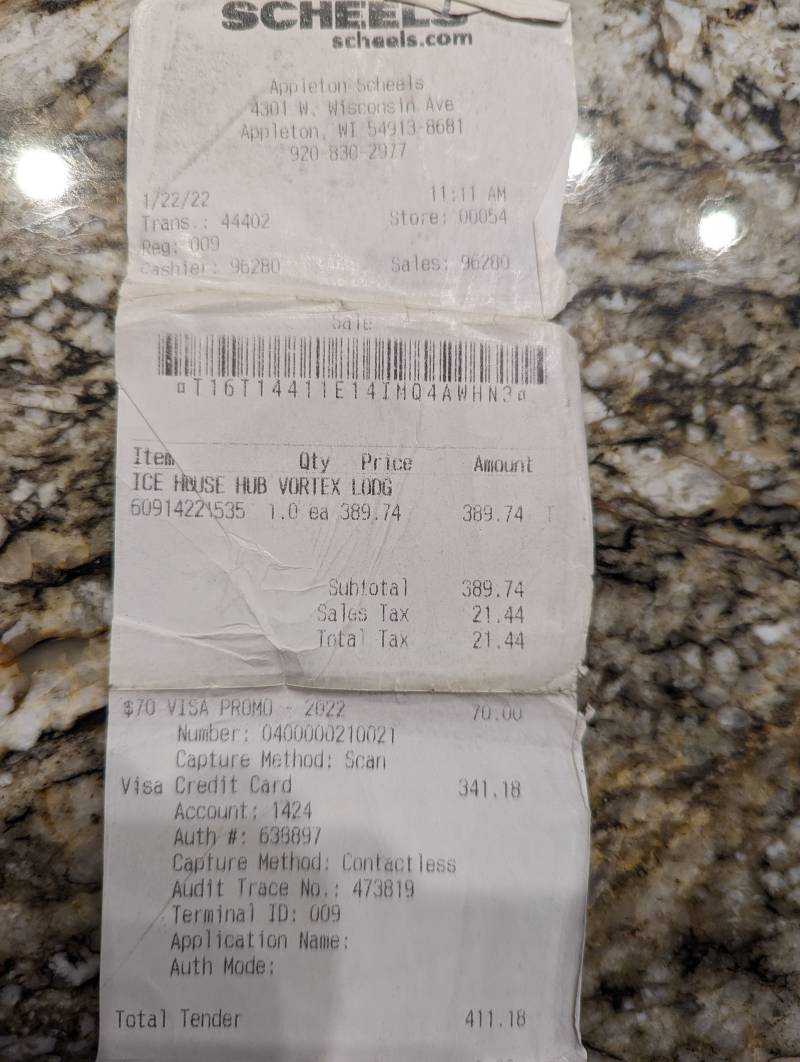 SCHEELS
scheels.com
Appleton Scheels
4301 W. Wisconsin Ave
Appleton, WI 54913-8681
920-830-2977
1/22/22 11:11 AM
Trans.: 44402 Store: 00054
Reg: 009
Cashier: 96280 Sales: 96280
Sale
¤T16T14411E14IMQ4AWHN3¤
Item Qty Price Amount
ICE HOUSE HUB VORTEX LODG
60914221535 1.0 ea 389.74 389.74 T
Subtotal 389.74
Sales Tax 21.44
Total Tax 21.44
$70 VISA PROMO - 2022 70.00
Number: 0400000210021
Capture Method: Scan
Visa Credit Card 341.18
Account: 1424
Auth #: 638897
Capture Method: Contactless
Audit Trace No.: 473819
Terminal ID: 009
Application Name:
Auth Mode:
Total Tender 411.18